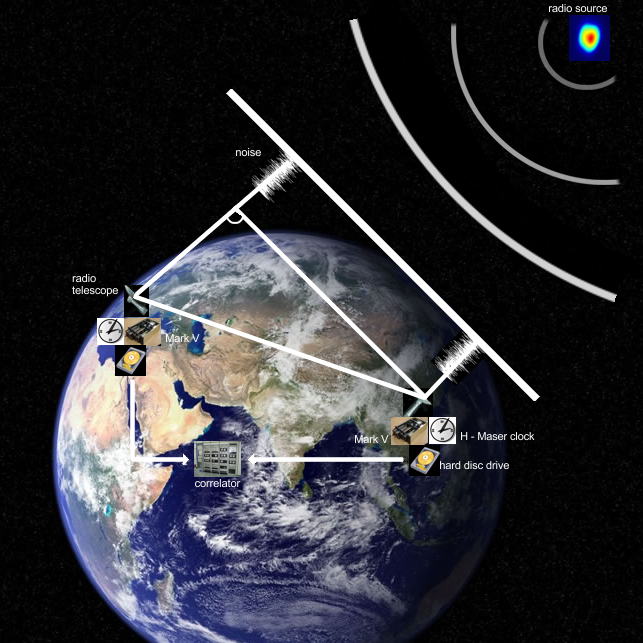 radio source
noise
radio
telescope
Mark V
Mark V
H - Maser clock
hard disc drive
correlator